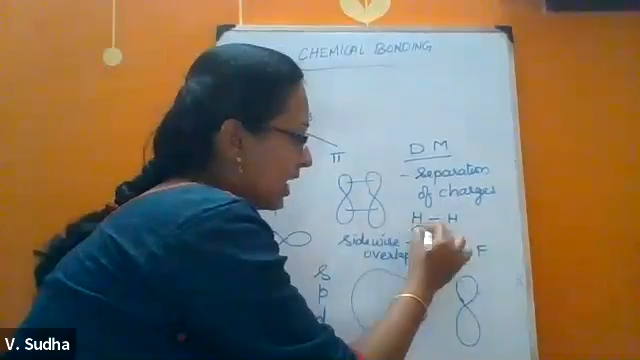 CHEMICAL BONDING
π
D M
- separation
of charges
H - H
sidewise
overlap
F
s
p
d
V. Sudha